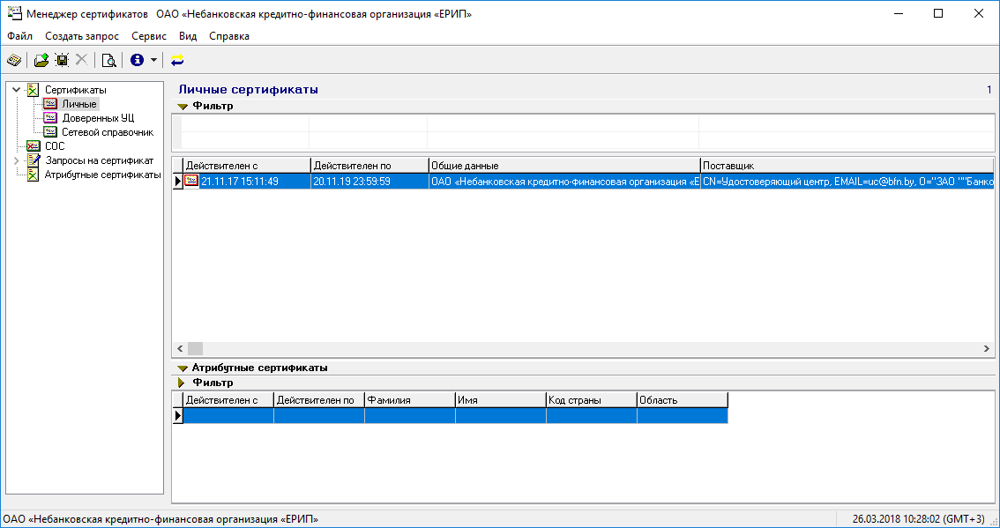 Менеджер сертификатов ОАО «Небанковская кредитно-финансовая организация «ЕРИП»
Файл Создать запрос Сервис Вид Справка
Сертификаты
Личные
Доверенных УЦ
Сетевой справочник
СОС
Запросы на сертификат
Атрибутные сертификаты
Личные сертификаты 1
Фильтр
Действителен с Действителен по Общие данные Поставщик
21.11.17 15:11:49 20.11.19 23:59:59 ОАО «Небанковская кредитно-финансовая организация «Е CN=Удостоверяющий центр, EMAIL=uc@bfn.by, O="ЗАО ""Банко
Атрибутные сертификаты
Фильтр
Действителен с Действителен по Фамилия Имя Код страны Область
ОАО «Небанковская кредитно-финансовая организация «ЕРИП» 26.03.2018 10:28:02 (GMT+3)